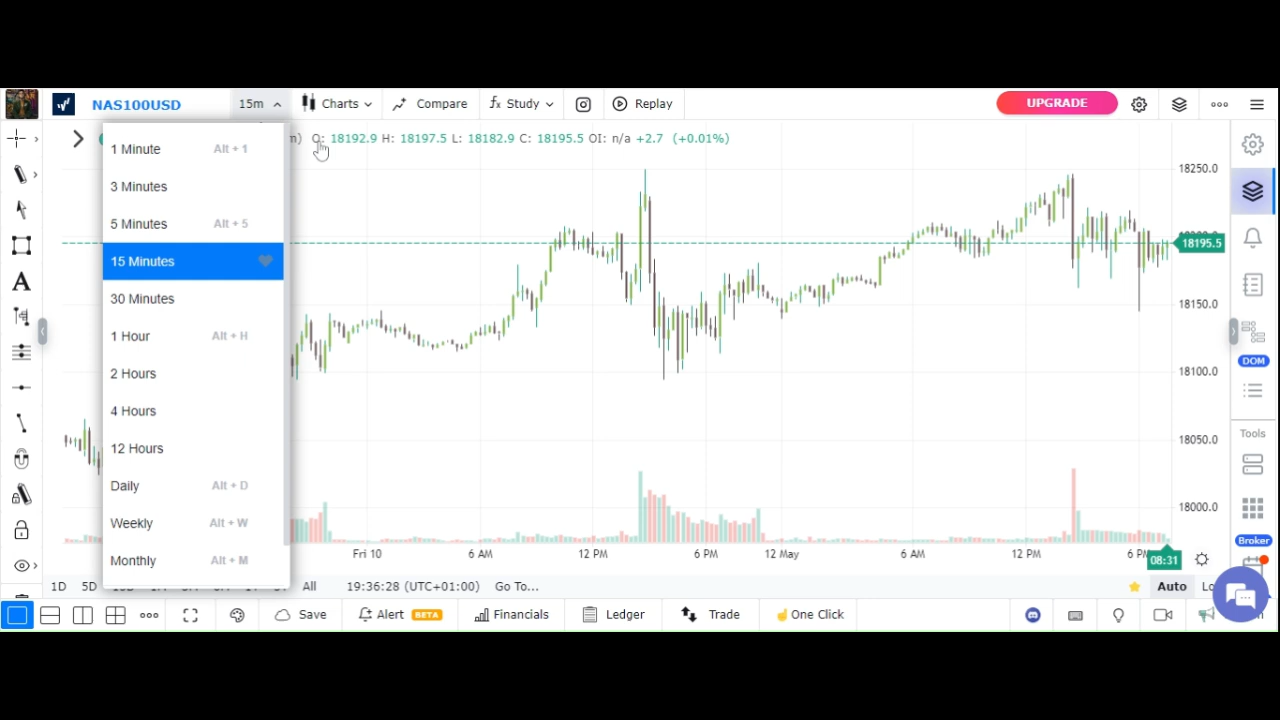 NAS100USD 15m Charts Compare fx Study Replay UPGRADE
m) O: 18192.9 H: 18197.5 L: 18182.9 C: 18195.5 OI: n/a +2.7 (+0.01%)
1 Minute Alt + 1
3 Minutes
5 Minutes Alt + 5
15 Minutes
30 Minutes
1 Hour Alt + H
2 Hours
4 Hours
12 Hours
Daily Alt + D
Weekly Alt + W
Monthly Alt + M
18250.0
18195.5
18150.0
18100.0
18050.0
18000.0
A
DOM
Tools
Broker
Fri 10 6 AM 12 PM 6 PM 12 May 6 AM 12 PM 6 PM 08:31
1D 5D All 19:36:28 (UTC+01:00) Go To... Auto
Save Alert BETA Financials Ledger Trade One Click